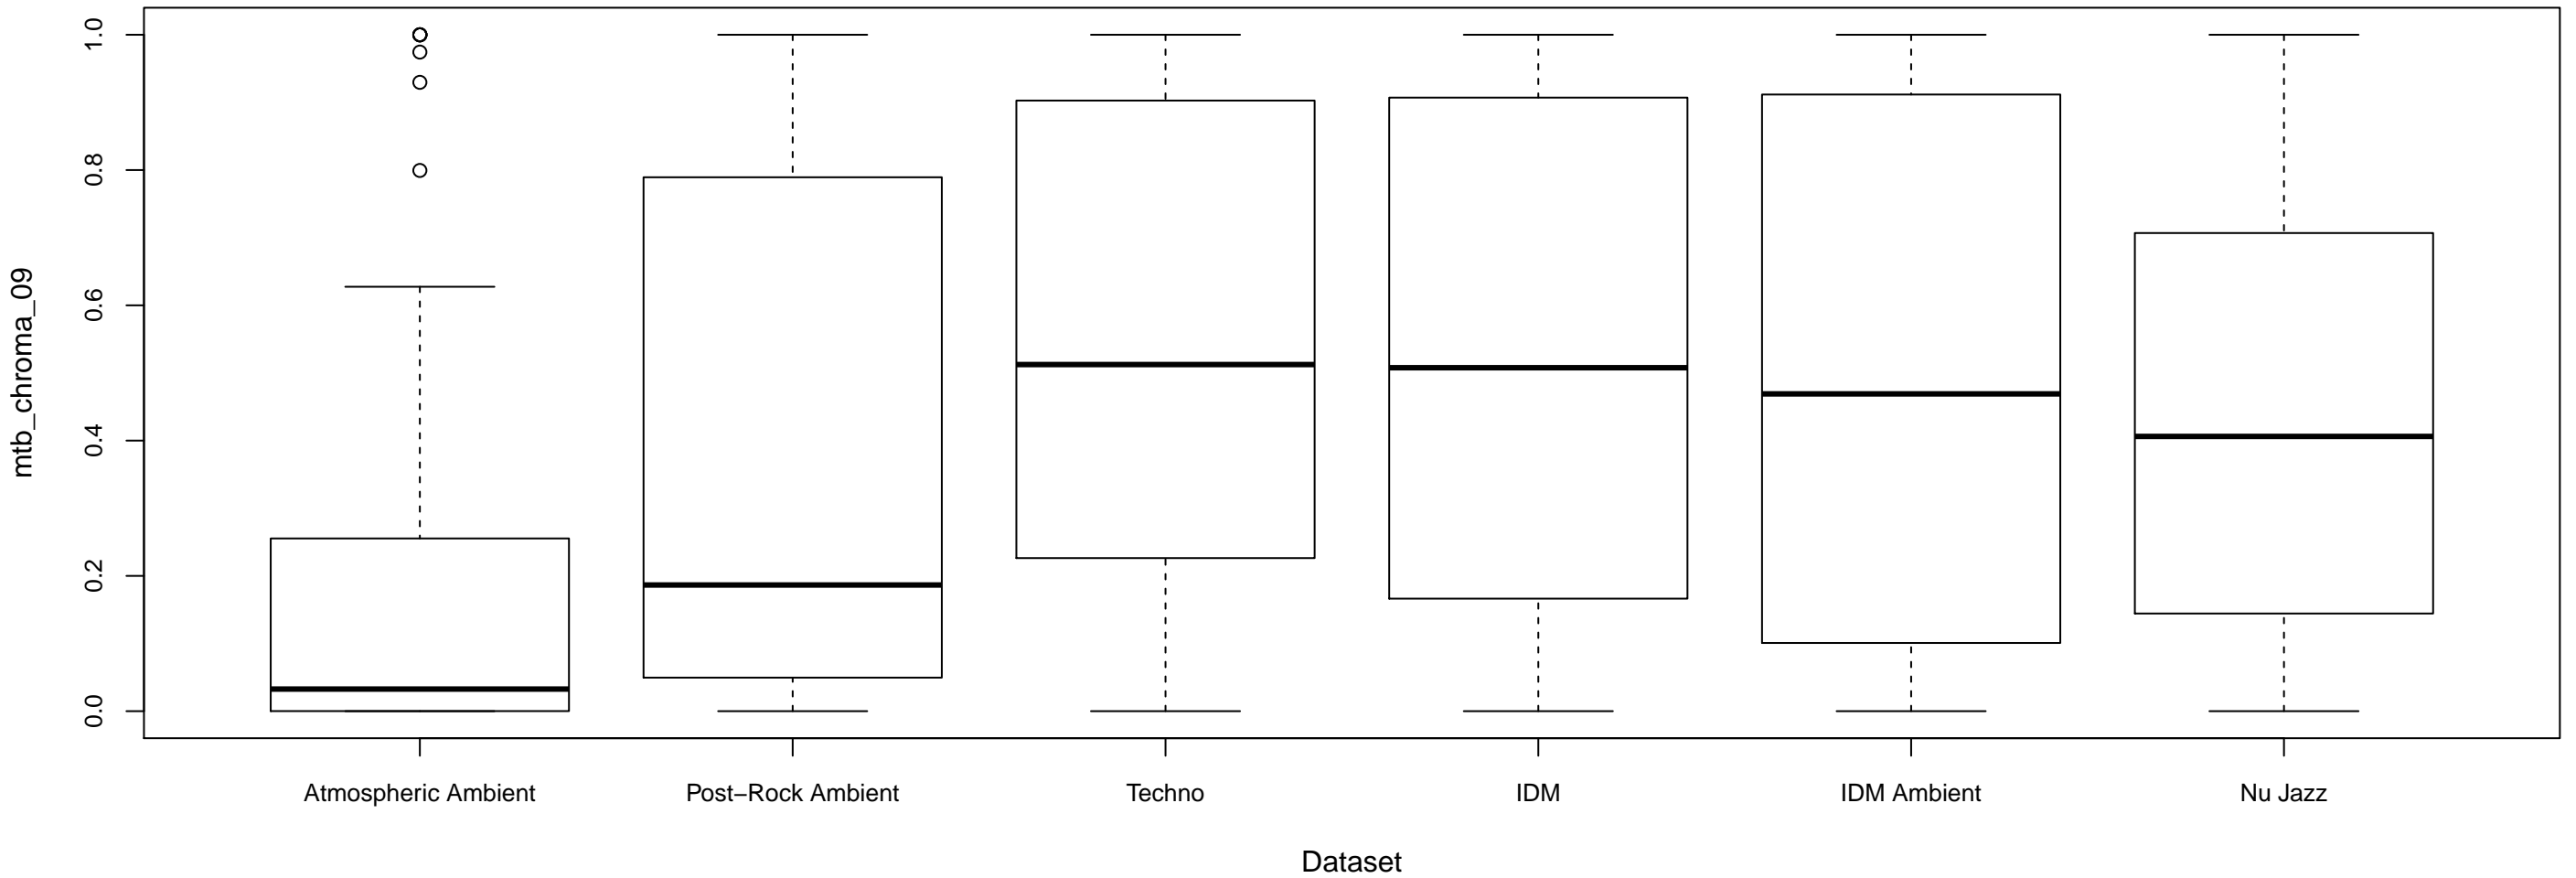 mtb_chroma_09
1.0
0.8
0.6
0.4
0.2
0.0
Atmospheric Ambient Post−Rock Ambient Techno IDM IDM Ambient Nu Jazz
Dataset